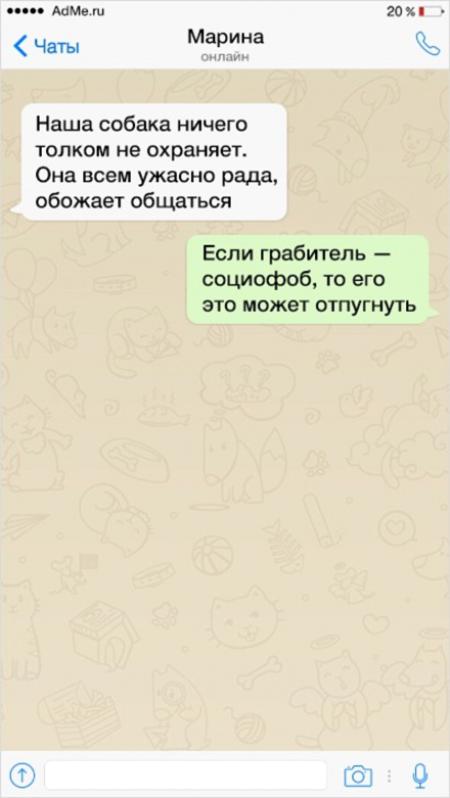 AdMe.ru 20 %
Чаты
Марина
онлайн
Наша собака ничего
толком не охраняет.
Она всем ужасно рада,
обожает общаться
Если грабитель —
социофоб, то его
это может отпугнуть